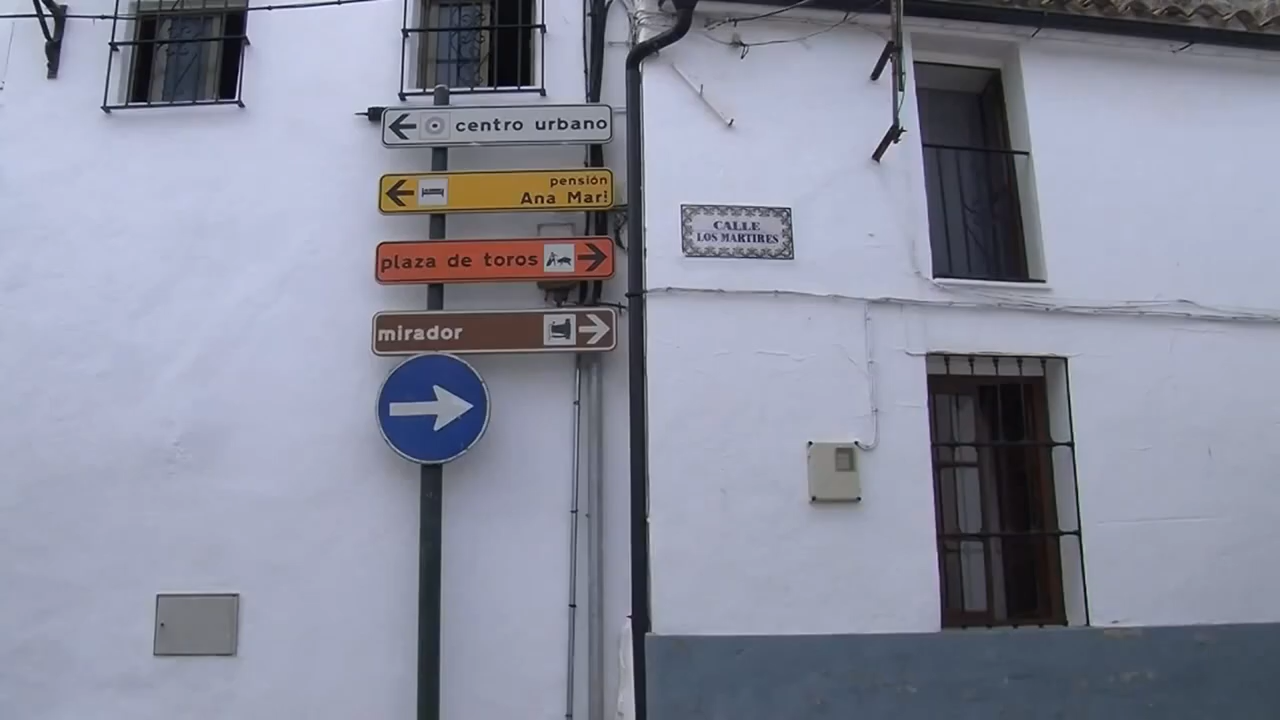 centro urbano
pensión
Ana Mari
plaza de toros
mirador
CALLE
LOS MARTIRES